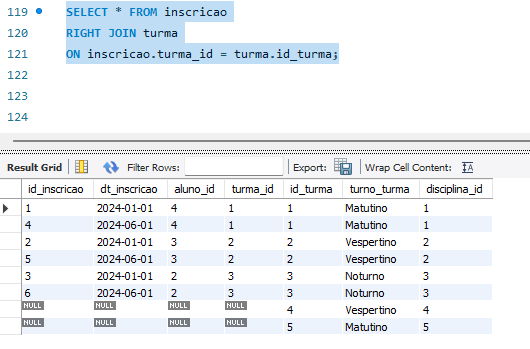 119 SELECT * FROM inscricao
120 RIGHT JOIN turma
121 ON inscricao.turma_id = turma.id_turma;
122
123
124
Result Grid Filter Rows: Export: Wrap Cell Content:
id_inscricao dt_inscricao aluno_id turma_id id_turma turno_turma disciplina_id
1 2024-01-01 4 1 1 Matutino 1
4 2024-06-01 4 1 1 Matutino 1
2 2024-01-01 3 2 2 Vespertino 2
5 2024-06-01 3 2 2 Vespertino 2
3 2024-01-01 2 3 3 Noturno 3
6 2024-06-01 2 3 3 Noturno 3
NULL NULL NULL NULL 4 Vespertino 4
NULL NULL NULL NULL 5 Matutino 5